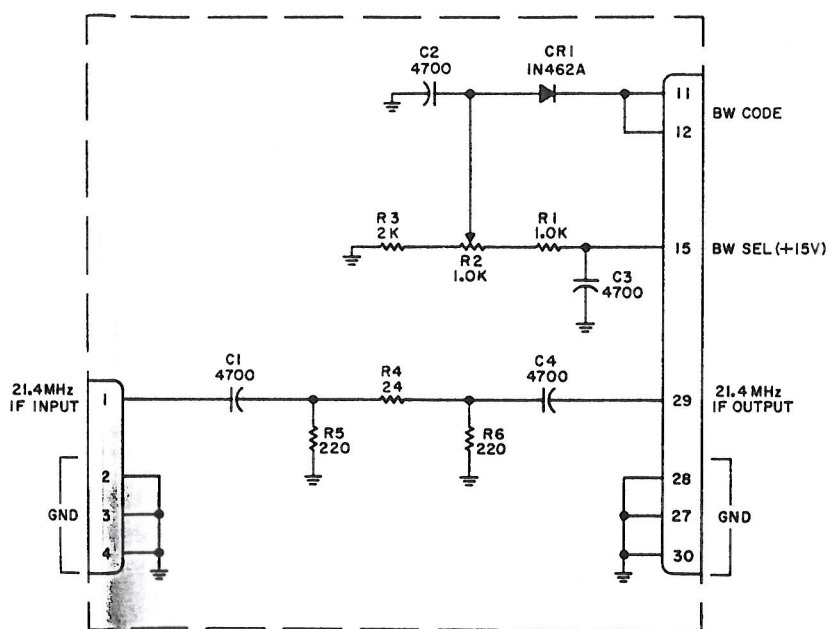 C2
4700
CR1
1N462A
11
BW CODE
12
R3
2K
R2
1.0K
R1
1.0K
15
BW SEL (+15V)
C3
4700
21.4MHz
IF INPUT
1
C1
4700
R4
24
C4
4700
29
21.4MHz
IF OUTPUT
R5
220
R6
220
2
28
GND
3
27
GND
4
30